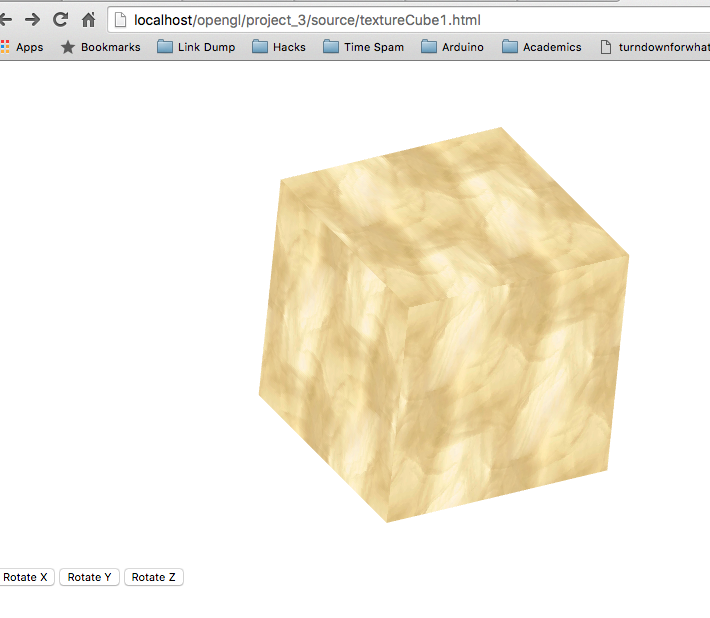 localhost/opengl/project_3/source/textureCube1.html
Apps Bookmarks Link Dump Hacks Time Spam Arduino Academics turndownforwhat
Rotate X Rotate Y Rotate Z